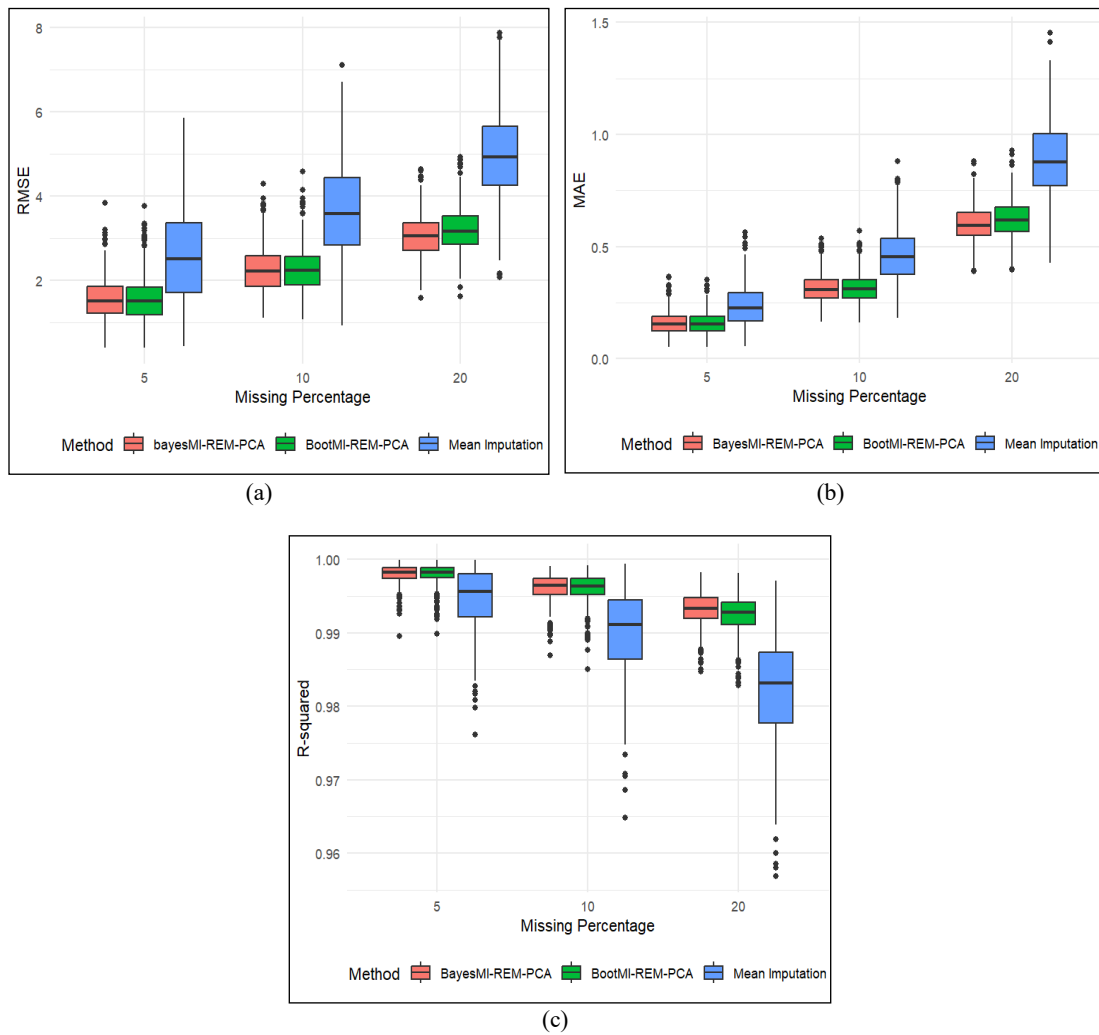 8
6
4
2
RMSE
5 10 20
Missing Percentage
Method bayesMI-REM-PCA BootMI-REM-PCA Mean Imputation
(a)
1.5
1.0
0.5
0.0
MAE
5 10 20
Missing Percentage
Method BayesMI-REM-PCA BootMI-REM-PCA Mean Imputation
(b)
1.00
0.99
0.98
0.97
0.96
R-squared
5 10 20
Missing Percentage
Method BayesMI-REM-PCA BootMI-REM-PCA Mean Imputation
(c)